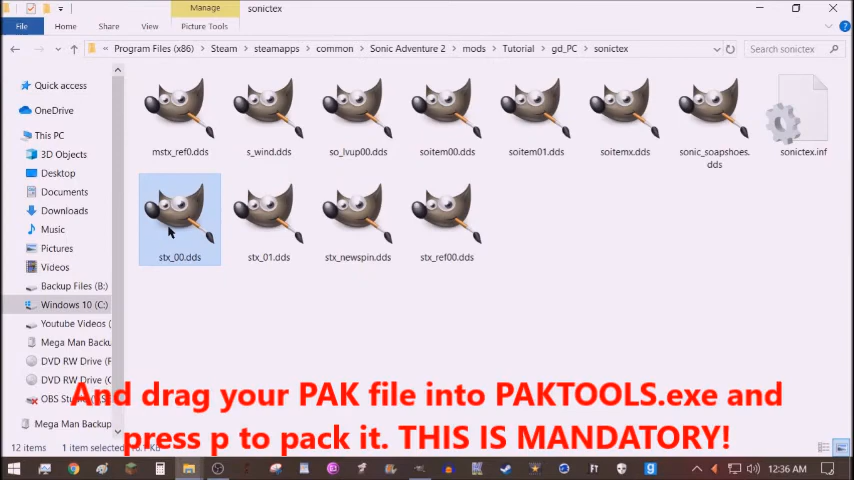 Manage
sonictex
File
Home
Share
View
Picture Tools
« Program Files (x86) > Steam > steamapps > common > Sonic Adventure 2 > mods > Tutorial > gd_PC > sonictex
Search sonictex
Quick access
OneDrive
This PC
3D Objects
Desktop
Documents
Downloads
Music
Pictures
Videos
Backup Files (B:)
Windows 10 (C:)
Youtube Videos (
Mega Man Backu
DVD RW Drive (F
DVD RW Drive (
OBS Stu
Mega Man Backup
mstx_ref0.dds
s_wind.dds
so_lvup00.dds
soitem00.dds
soitem01.dds
soitemx.dds
sonic_soapshoes.
dds
sonictex.inf
stx_00.dds
stx_01.dds
stx_newspin.dds
stx_ref00.dds
And drag your PAK file into PAKTOOLS.exe and
press p to pack it. THIS IS MANDATORY!
12 items
1 item selected
12:36 AM